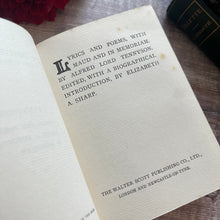 LYRICS AND POEMS, WITH
MAUD AND IN MEMORIAM.
BY ALFRED LORD TENNYSON.
EDITED, WITH A BIOGRAPHICAL
INTRODUCTION, BY ELIZABETH
A. SHARP.
THE WALTER SCOTT PUBLISHING CO., LTD.,
LONDON AND NEWCASTLE-ON-TYNE.